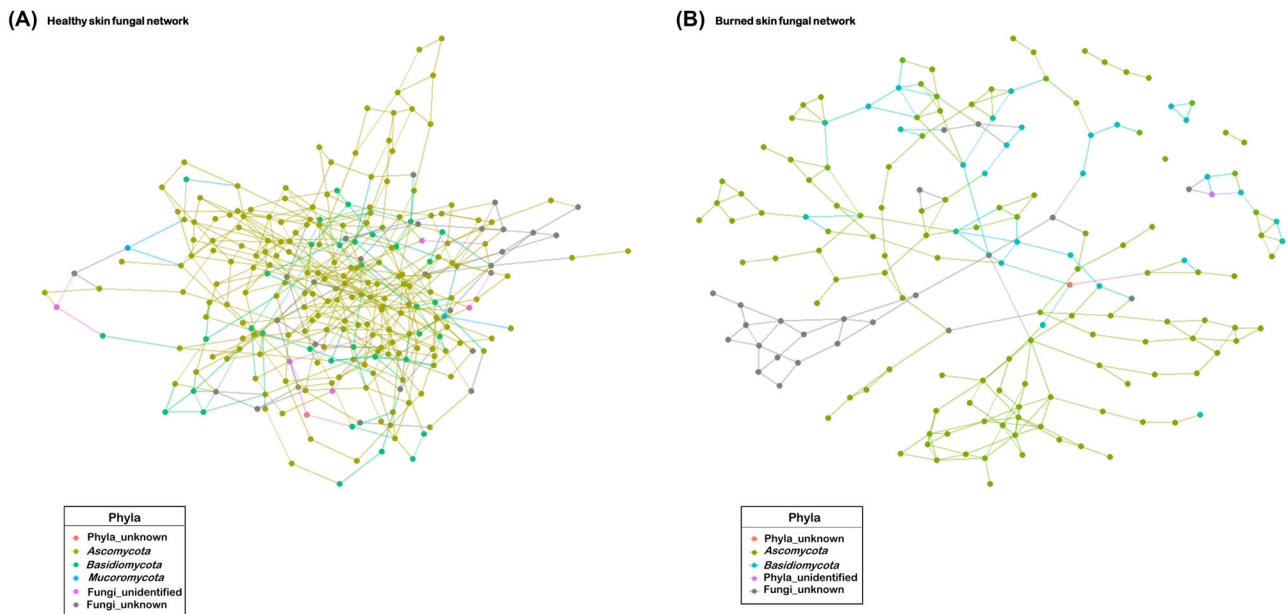 (A) Healthy skin fungal network
(B) Burned skin fungal network
Phyla
Phyla_unknown
Ascomycota
Basidiomycota
Mucoromycota
Fungi_unidentified
Fungi_unknown
Phyla
Phyla_unknown
Ascomycota
Basidiomycota
Phyla_unidentified
Fungi_unknown